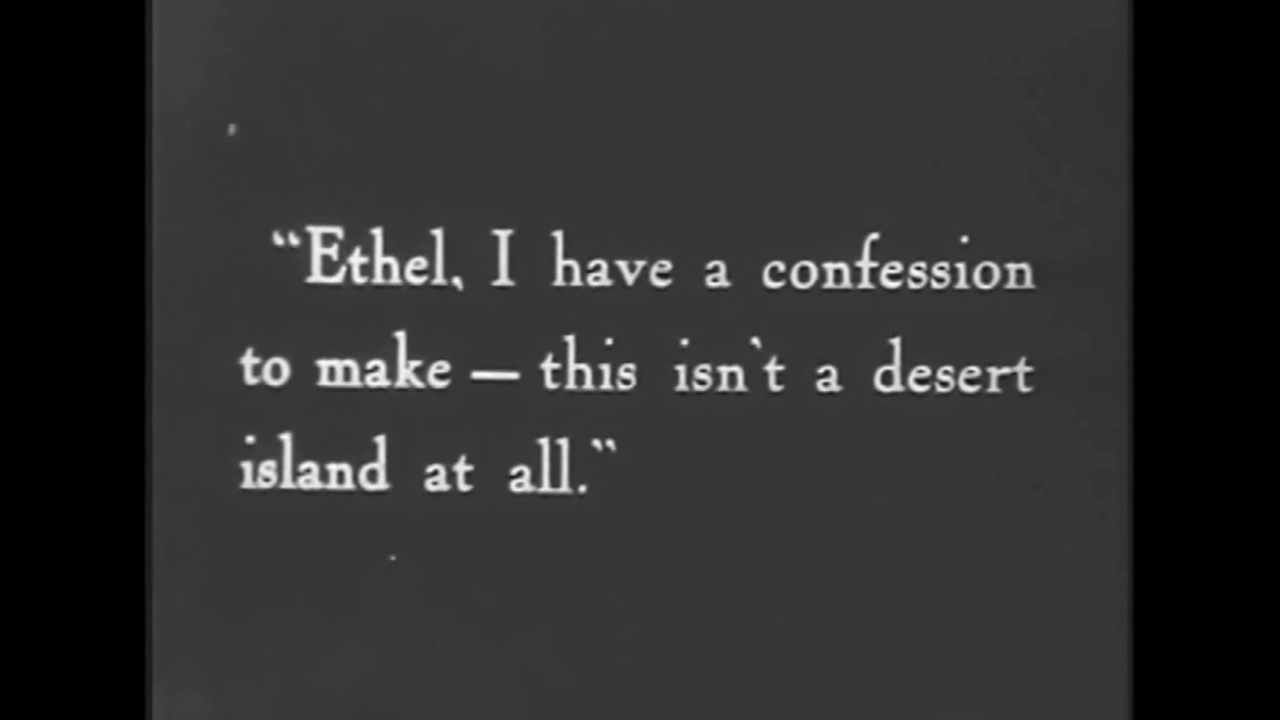 “Ethel, I have a confession
to make — this isn't a desert
island at all.”